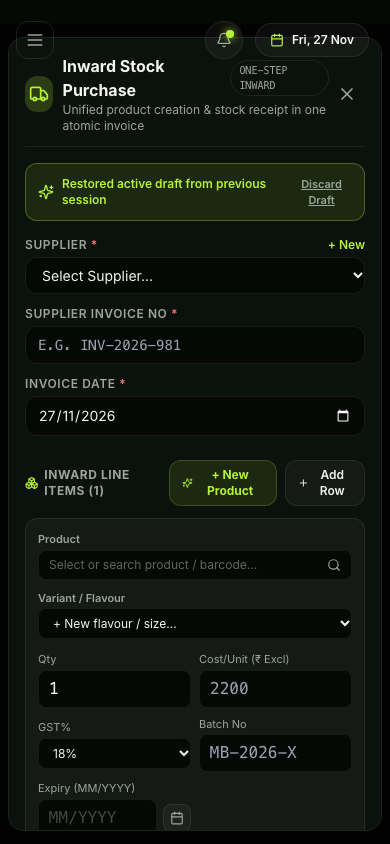 Fri, 27 Nov
Inward Stock
Purchase
ONE-STEP
INWARD
Unified product creation & stock receipt in one
atomic invoice
Restored active draft from previous
session
Discard
Draft
SUPPLIER *
+ New
Select Supplier...
SUPPLIER INVOICE NO *
E.G. INV-2026-981
INVOICE DATE *
27/11/2026
INWARD LINE
ITEMS (1)
+ New
Product
+ Add
Row
Product
Select or search product / barcode...
Variant / Flavour
+ New flavour / size...
Qty
Cost/Unit (₹ Excl)
1
2200
GST%
Batch No
18%
MB-2026-X
Expiry (MM/YYYY)
MM/YYYY